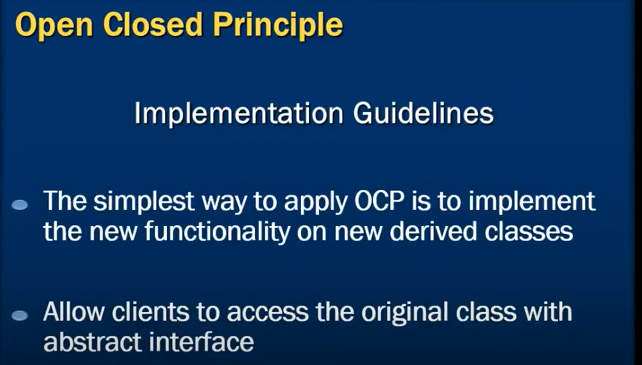 Open Closed Principle
Implementation Guidelines
The simplest way to apply OCP is to implement
the new functionality on new derived classes
Allow clients to access the original class with
abstract interface